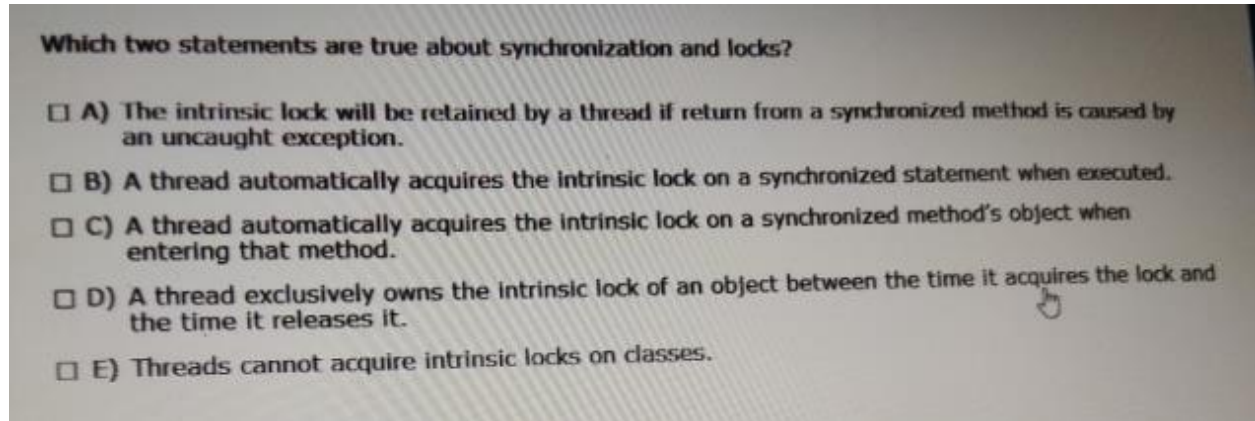 Which two statements are true about synchronization and locks?
A) The intrinsic lock will be retained by a thread if return from a synchronized method is caused by
an uncaught exception.
B) A thread automatically acquires the intrinsic lock on a synchronized statement when executed.
C) A thread automatically acquires the intrinsic lock on a synchronized method's object when
entering that method.
D) A thread exclusively owns the intrinsic lock of an object between the time it acquires the lock and
the time it releases it.
E) Threads cannot acquire intrinsic locks on classes.